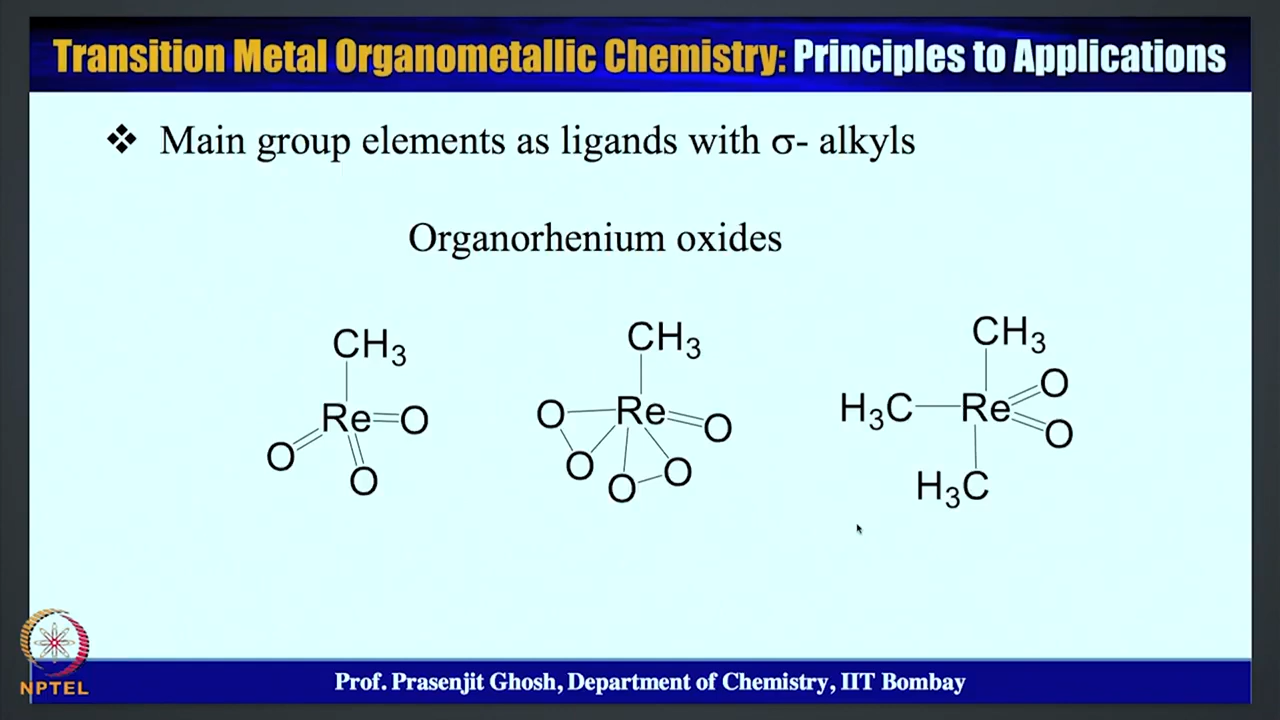 Transition Metal Organometallic Chemistry: Principles to Applications
❖ Main group elements as ligands with σ- alkyls
Organorhenium oxides
CH3
Re O
O
O
CH3
O Re O
O
O O
CH3
H3C Re O
O
H3C
NPTEL
Prof. Prasenjit Ghosh, Department of Chemistry, IIT Bombay